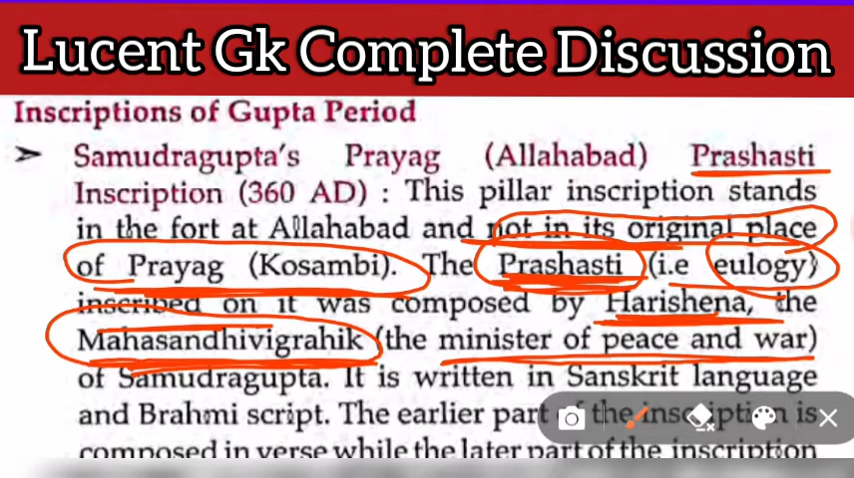 Lucent Gk Complete Discussion
Inscriptions of Gupta Period
➢ Samudragupta's Prayag (Allahabad) Prashasti
Inscription (360 AD) : This pillar inscription stands
in the fort at Allahabad and not in its original place
of Prayag (Kosambi). The Prashasti (i.e eulogy)
inscribed on it was composed by Harishena, the
Mahasandhivigrahik (the minister of peace and war)
of Samudragupta. It is written in Sanskrit language
and Brahmi script. The earlier part of the inscription is
composed in verse while the later part of the inscription